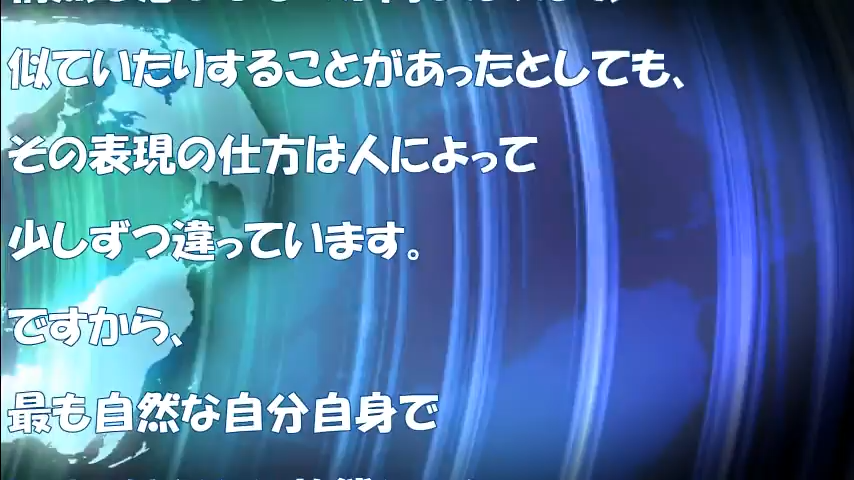 似ていたりすることがあったとしても、
その表現の仕方は人によって
少しずつ違っています。
ですから、
最も自然な自分自身で